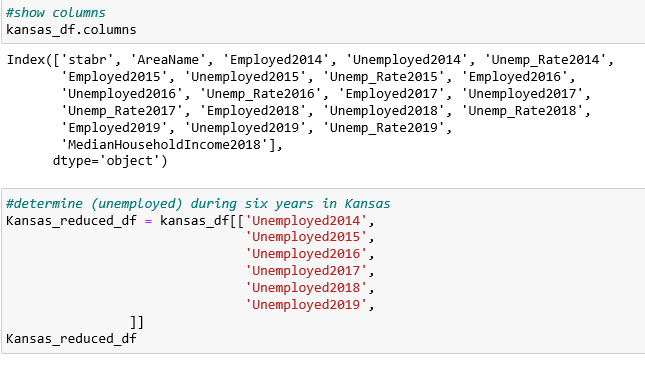 #show columns
kansas_df.columns
Index(['stabr', 'AreaName', 'Employed2014', 'Unemployed2014', 'Unemp_Rate2014',
'Employed2015', 'Unemployed2015', 'Unemp_Rate2015', 'Employed2016',
'Unemployed2016', 'Unemp_Rate2016', 'Employed2017', 'Unemployed2017',
'Unemp_Rate2017', 'Employed2018', 'Unemployed2018', 'Unemp_Rate2018',
'Employed2019', 'Unemployed2019', 'Unemp_Rate2019',
'MedianHouseholdIncome2018'],
dtype='object')
#determine (unemployed) during six years in Kansas
Kansas_reduced_df = kansas_df[['Unemployed2014',
'Unemployed2015',
'Unemployed2016',
'Unemployed2017',
'Unemployed2018',
'Unemployed2019',
]]
Kansas_reduced_df